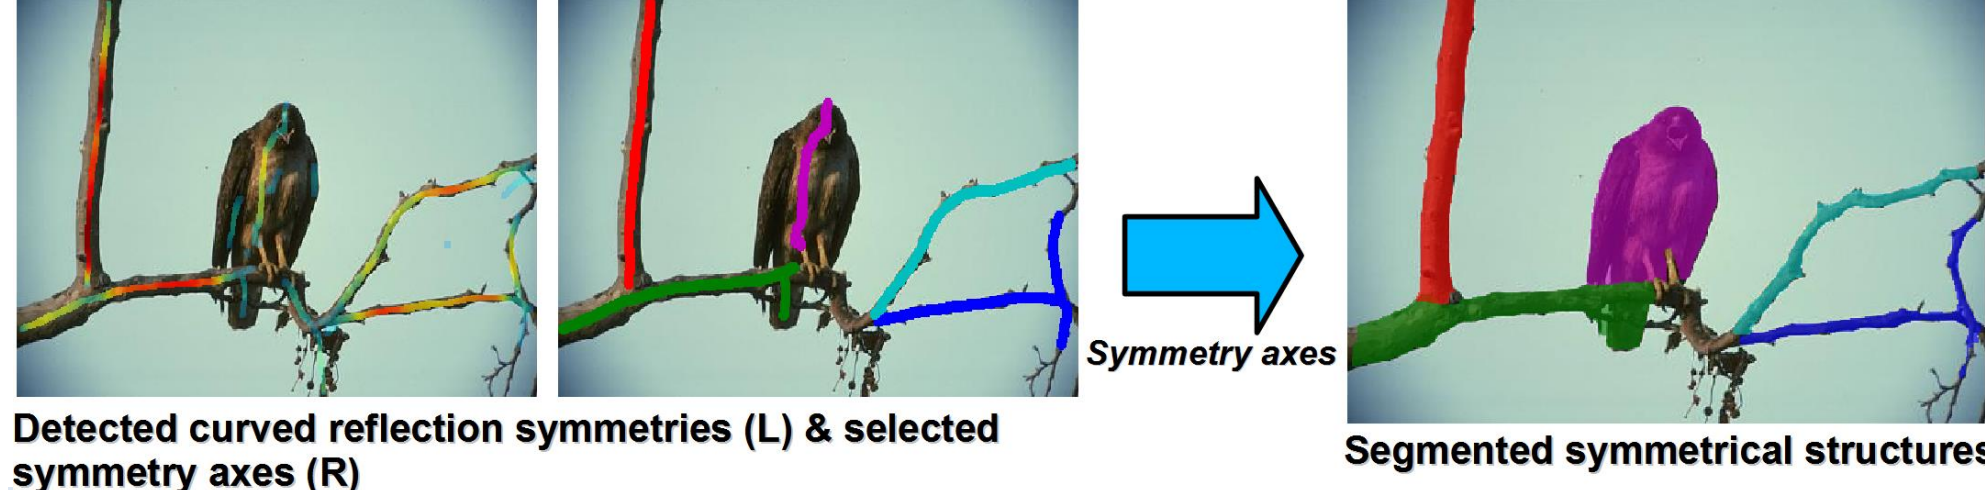 Symmetry axes
Detected curved reflection symmetries (L) & selected
symmetry axes (R)
Segmented symmetrical structures